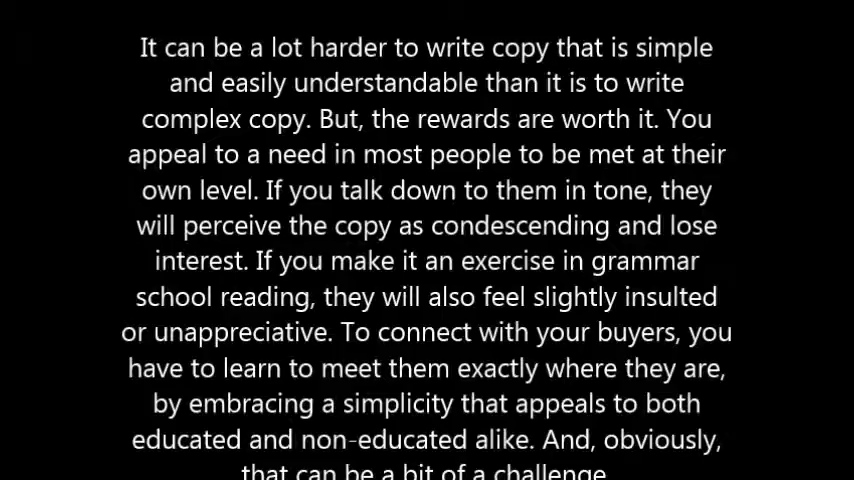 It can be a lot harder to write copy that is simple
and easily understandable than it is to write
complex copy. But, the rewards are worth it. You
appeal to a need in most people to be met at their
own level. If you talk down to them in tone, they
will perceive the copy as condescending and lose
interest. If you make it an exercise in grammar
school reading, they will also feel slightly insulted
or unappreciative. To connect with your buyers, you
have to learn to meet them exactly where they are,
by embracing a simplicity that appeals to both
educated and non-educated alike. And, obviously,
that can be a bit of a challenge